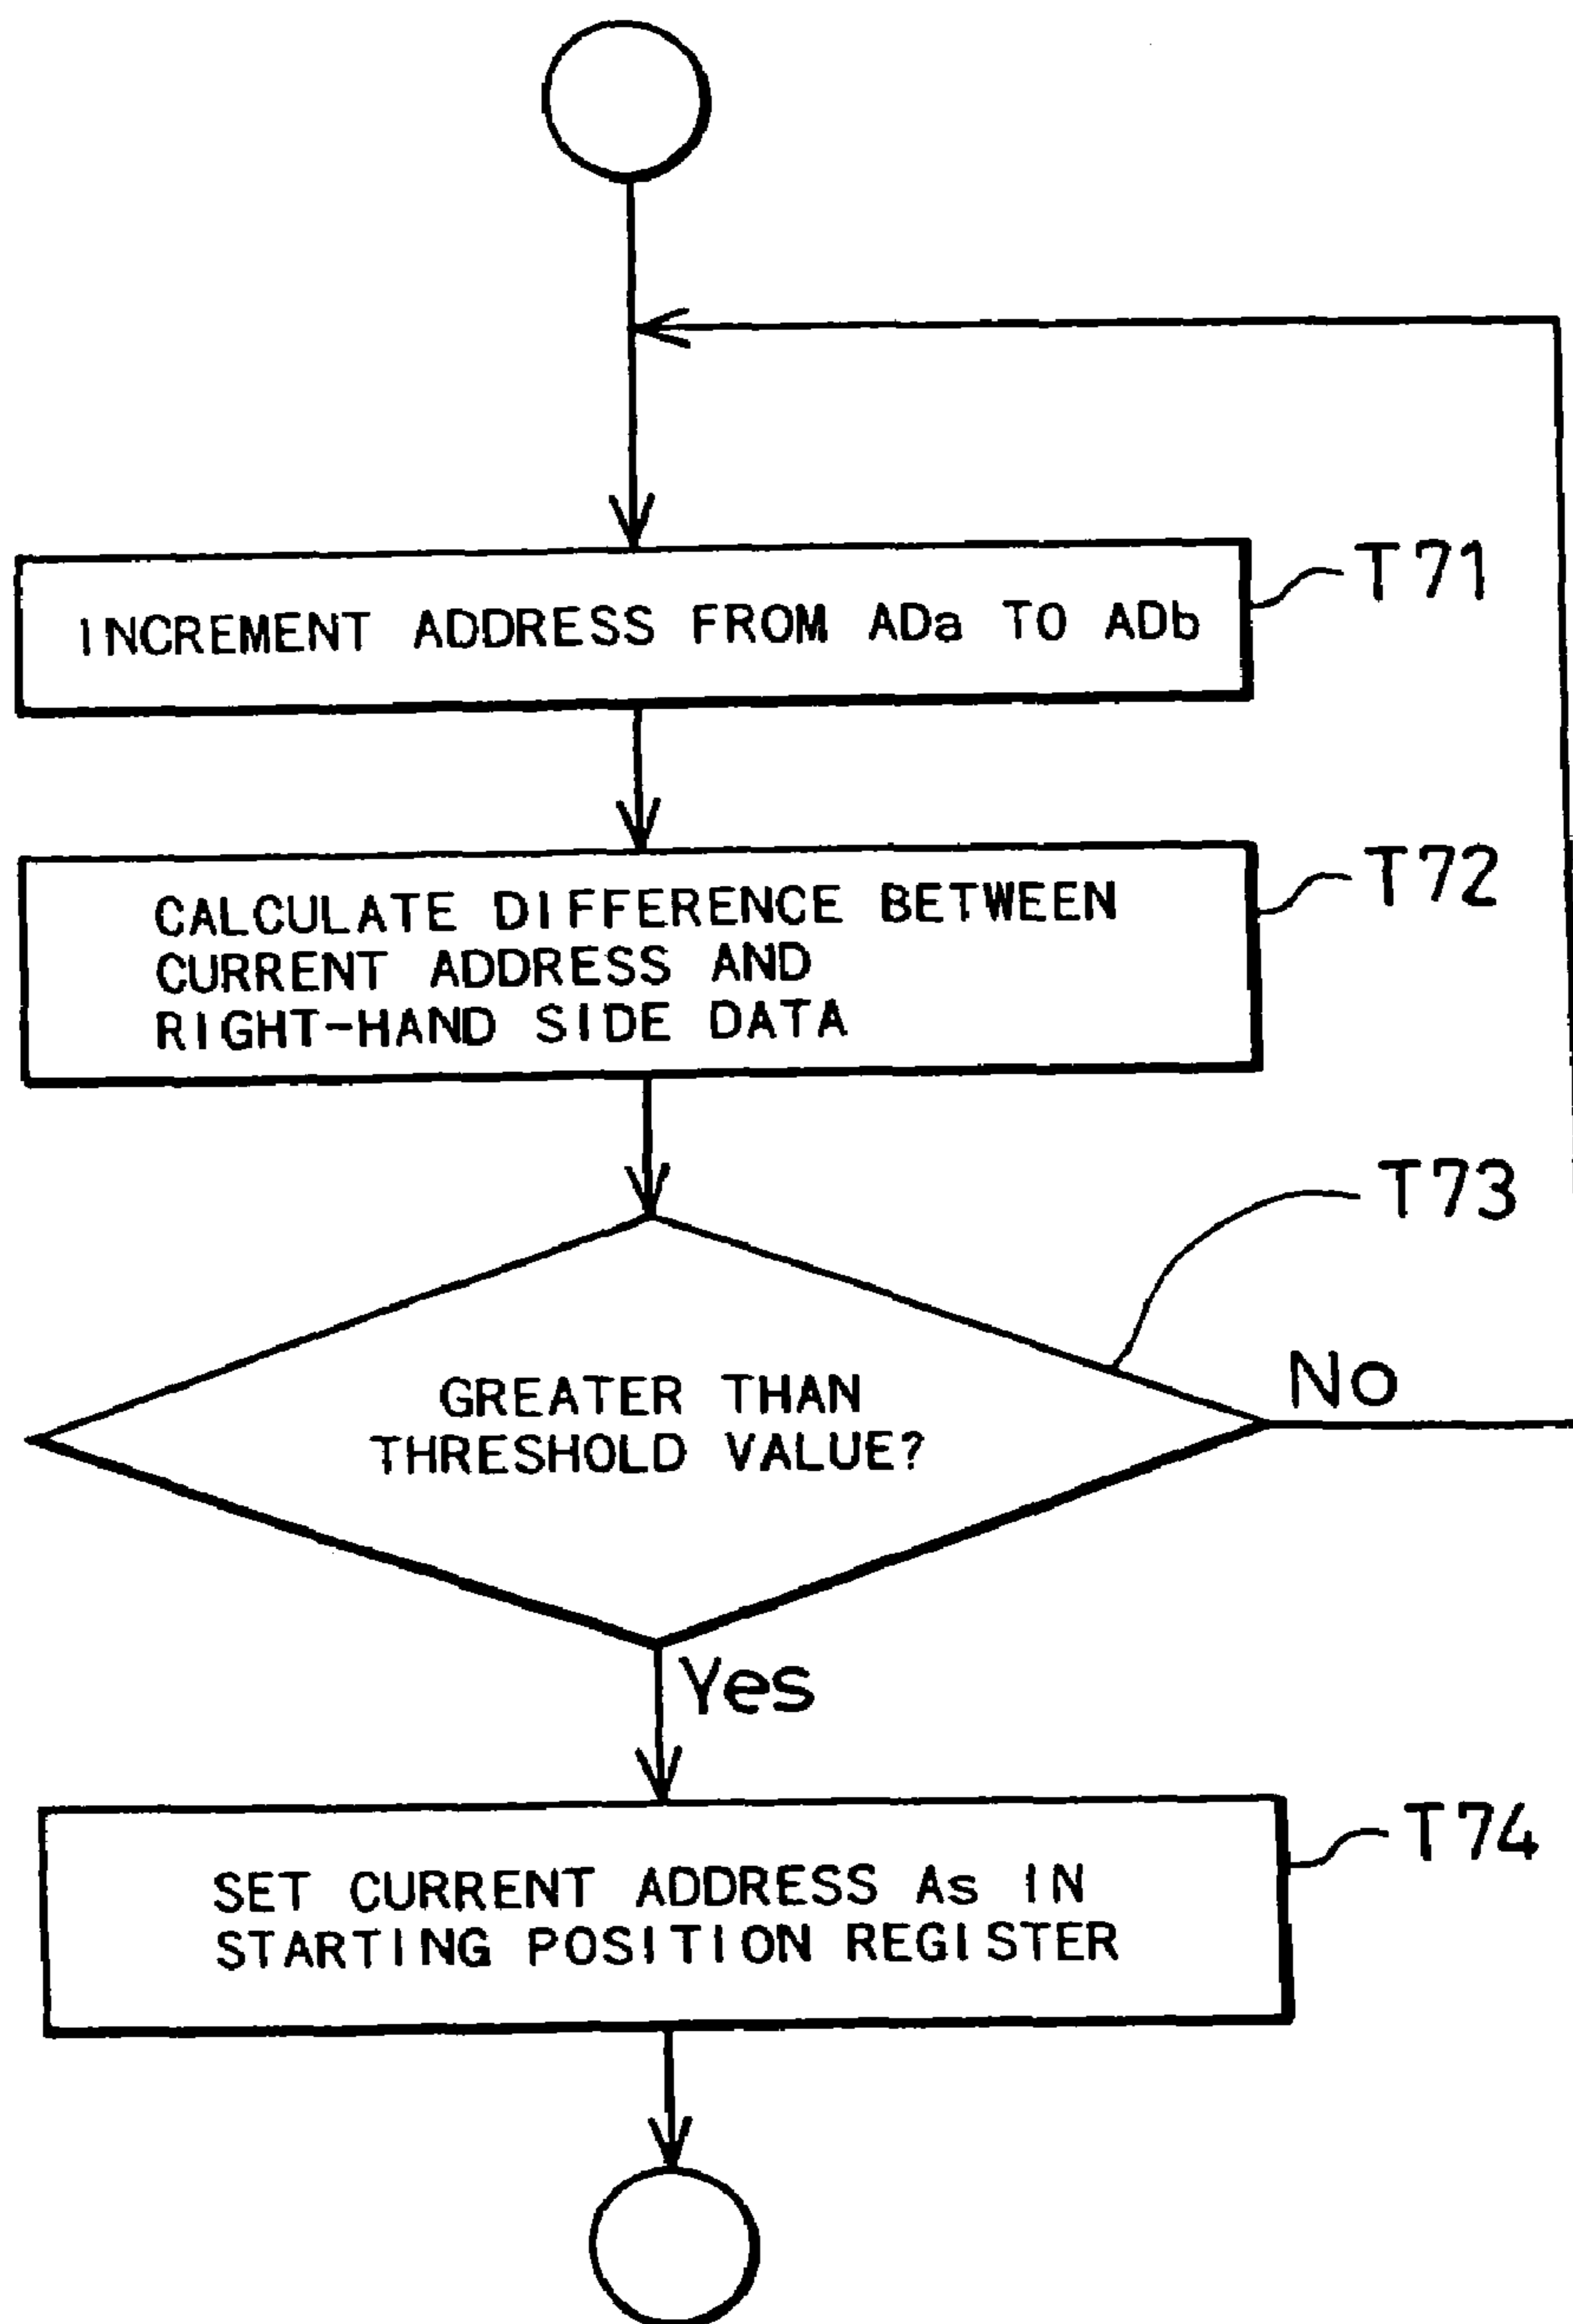 INCREMENT ADDRESS FROM ADa TO ADb
T71
CALCULATE DIFFERENCE BETWEEN
CURRENT ADDRESS AND
RIGHT-HAND SIDE DATA
T72
T73
GREATER THAN
THRESHOLD VALUE?
No
Yes
SET CURRENT ADDRESS As IN
STARTING POSITION REGISTER
T74